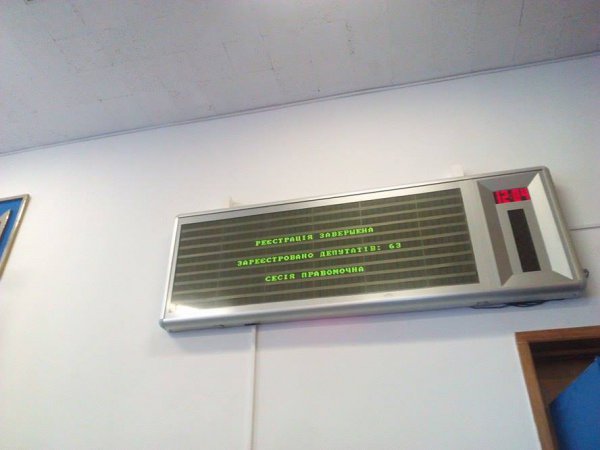 РЕЄСТРАЦІЯ ЗАВЕРШЕНА
ЗАРЕЄСТРОВАНО ДЕПУТАТІВ: 63
СЕСІЯ ПРАВОМОЧНА